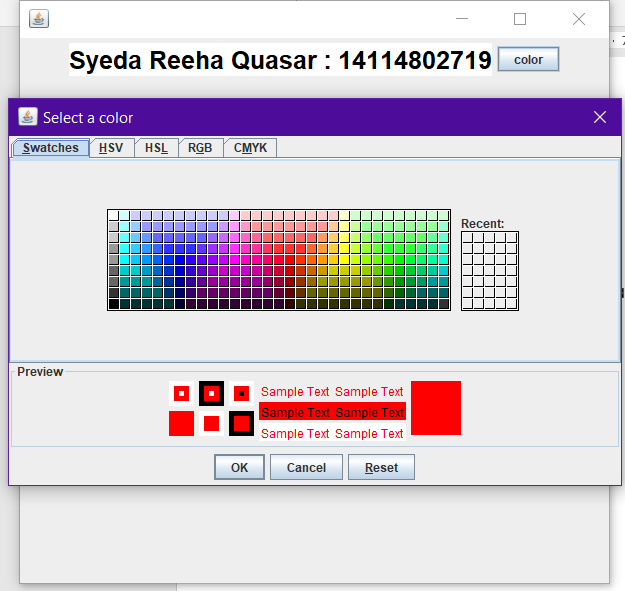 Syeda Reeha Quasar : 14114802719 color
Select a color
Swatches HSV HSL RGB CMYK
Recent:
Preview
Sample Text Sample Text
Sample Text Sample Text
Sample Text Sample Text
OK Cancel Reset